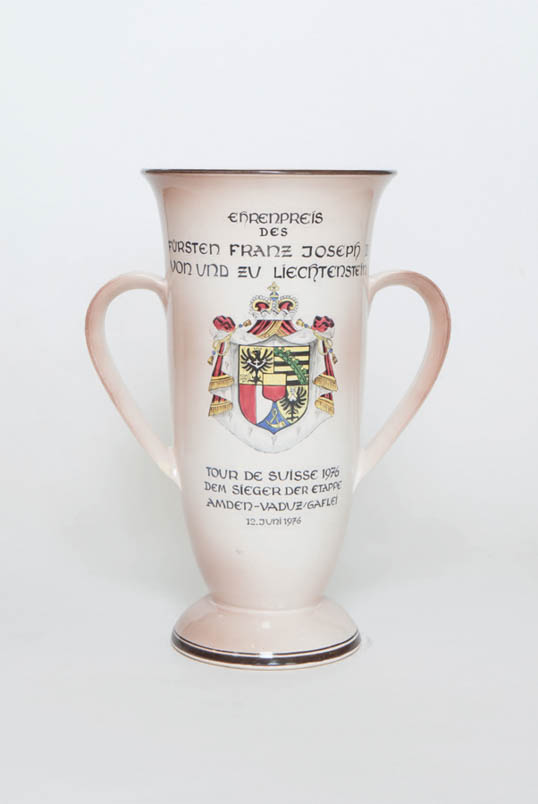 EHRENPREIS
DES
FÜRSTEN FRANZ JOSEPH
VON UND ZU LIECHTENSTEIN
TOUR DE SUISSE 1976
DEM SIEGER DER ETAPPE
AMDEN-VADUZ/GAFLEI
12. JUNI 1976